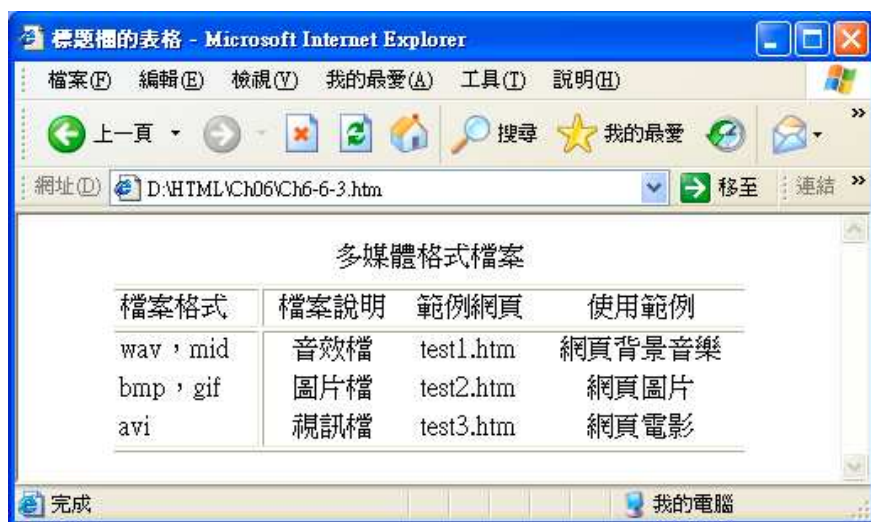 標題欄的表格 - Microsoft Internet Explorer
檔案(F) 編輯(E) 檢視(V) 我的最愛(A) 工具(T) 說明(H)
上一頁 搜尋 我的最愛 »
網址(D) D:\HTML\Ch06\Ch6-6-3.htm 移至 連結 »
多媒體格式檔案
檔案格式 檔案說明 範例網頁 使用範例
wav，mid 音效檔 test1.htm 網頁背景音樂
bmp，gif 圖片檔 test2.htm 網頁圖片
avi 視訊檔 test3.htm 網頁電影
完成 我的電腦